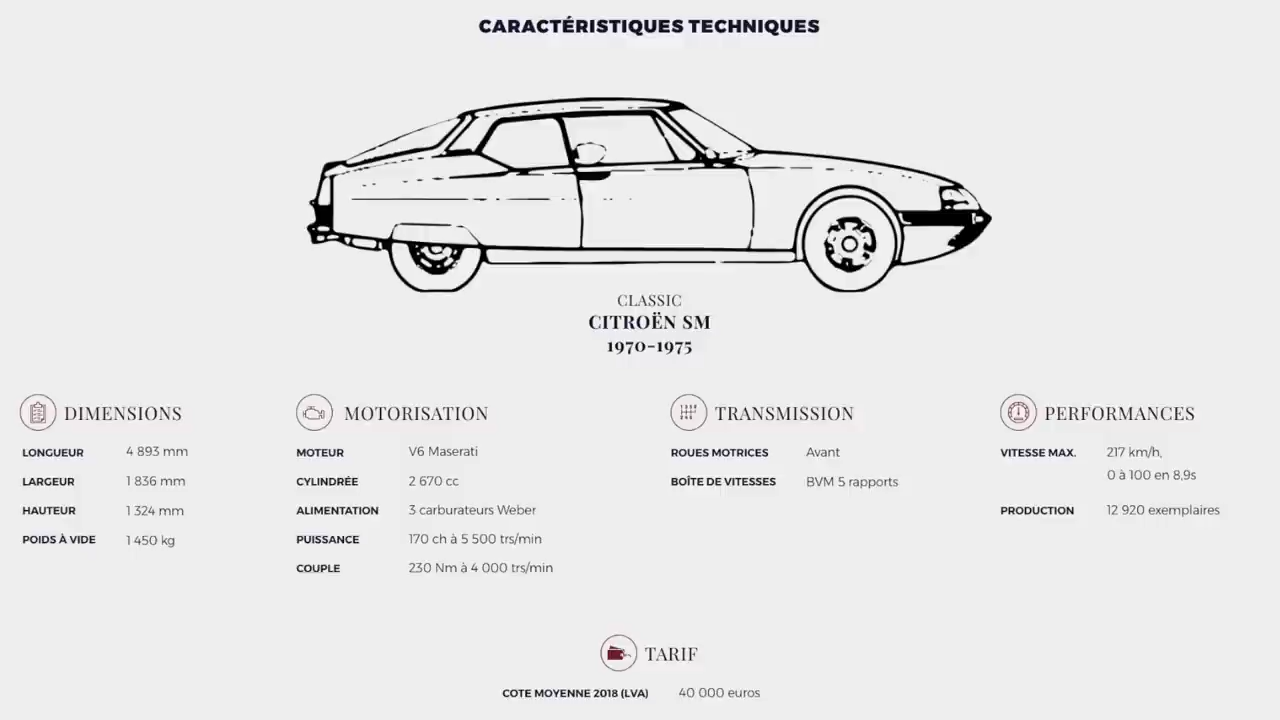 CARACTÉRISTIQUES TECHNIQUES
CLASSIC
CITROËN SM
1970-1975
DIMENSIONS
LONGUEUR 4 893 mm
LARGEUR 1 836 mm
HAUTEUR 1 324 mm
POIDS À VIDE 1 450 kg
MOTORISATION
MOTEUR V6 Maserati
CYLINDRÉE 2 670 cc
ALIMENTATION 3 carburateurs Weber
PUISSANCE 170 ch à 5 500 trs/min
COUPLE 230 Nm à 4 000 trs/min
TRANSMISSION
ROUES MOTRICES Avant
BOÎTE DE VITESSES BVM 5 rapports
PERFORMANCES
VITESSE MAX. 217 km/h,
0 à 100 en 8,9s
PRODUCTION 12 920 exemplaires
TARIF
COTE MOYENNE 2018 (LVA) 40 000 euros